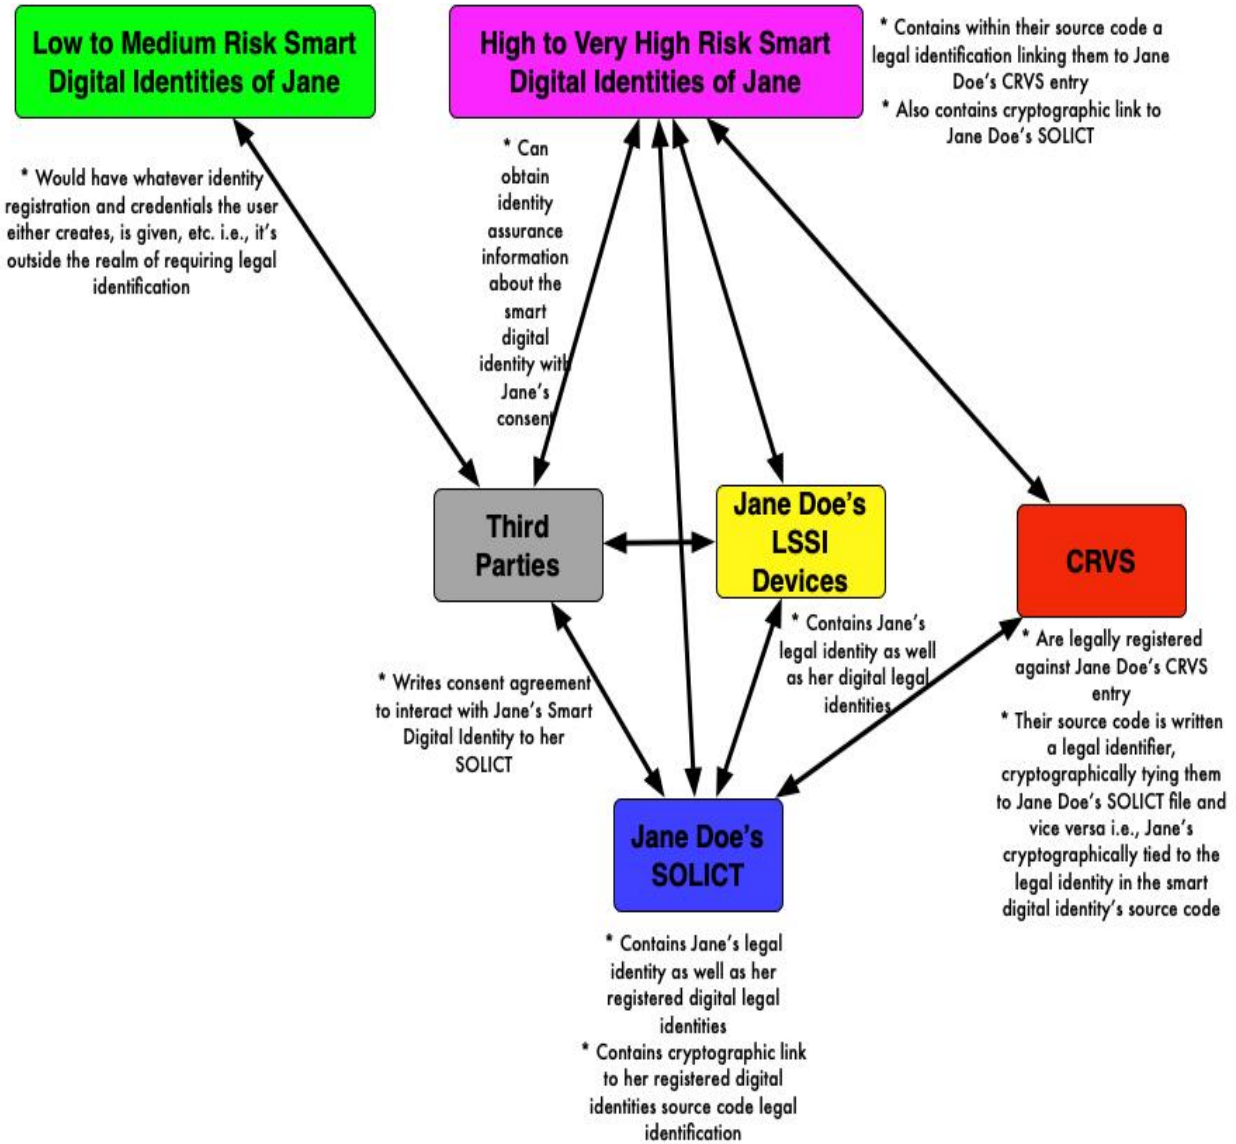 Low to Medium Risk Smart
Digital Identities of Jane
High to Very High Risk Smart
Digital Identities of Jane
* Contains within their source code a
legal identification linking them to Jane
Doe's CRVS entry
* Also contains cryptographic link to
Jane Doe's SOLICT
* Would have whatever identity
registration and credentials the user
either creates, is given, etc. i.e., it's
outside the realm of requiring legal
identification
* Can
obtain
identity
assurance
information
about the
smart
digital
identity with
Jane's
consent
Third
Parties
Jane Doe's
LSSI
Devices
CRVS
* Contains Jane's
legal identity as well
as her digital legal
identities
* Are legally registered
against Jane Doe's CRVS
entry
* Their source code is written
a legal identifier,
cryptographically tying them
to Jane Doe's SOLICT file and
vice versa i.e., Jane's
cryptographically tied to the
legal identity in the smart
digital identity's source code
* Writes consent agreement
to interact with Jane's Smart
Digital Identity to her
SOLICT
Jane Doe's
SOLICT
* Contains Jane's legal
identity as well as her
registered digital legal
identities
* Contains cryptographic link
to her registered digital
identities source code legal
identification